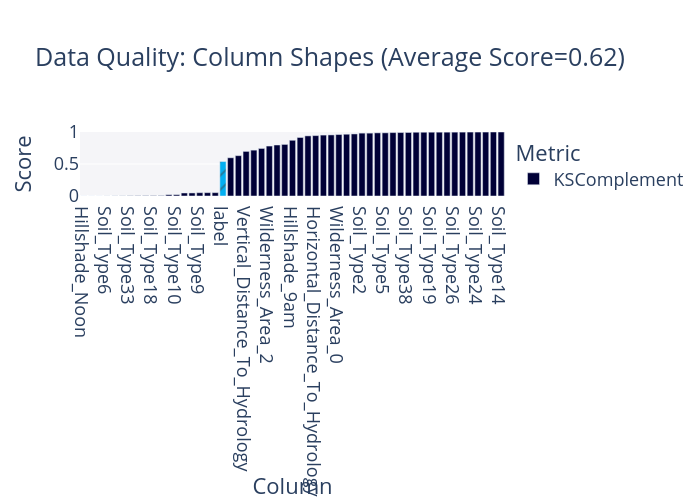 Data Quality: Column Shapes (Average Score=0.62)
1
0.5
0
Score
Metric
KSComplement
Hillshade_Noon
Soil_Type6
Soil_Type33
Soil_Type18
Soil_Type10
Soil_Type9
label
Vertical_Distance_To_Hydrology
Wilderness_Area_2
Hillshade_9am
Horizontal_Distance_To_Hydrology
Wilderness_Area_0
Soil_Type2
Soil_Type5
Soil_Type38
Soil_Type19
Soil_Type26
Soil_Type24
Soil_Type14
Column